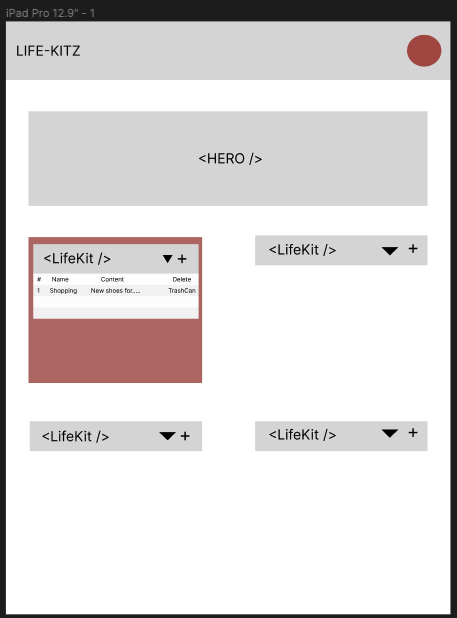 iPad Pro 12.9" - 1
LIFE-KITZ
<HERO />
<LifeKit /> +
# Name Content Delete
1 Shopping New shoes for..... TrashCan
<LifeKit /> +
<LifeKit /> +
<LifeKit /> +